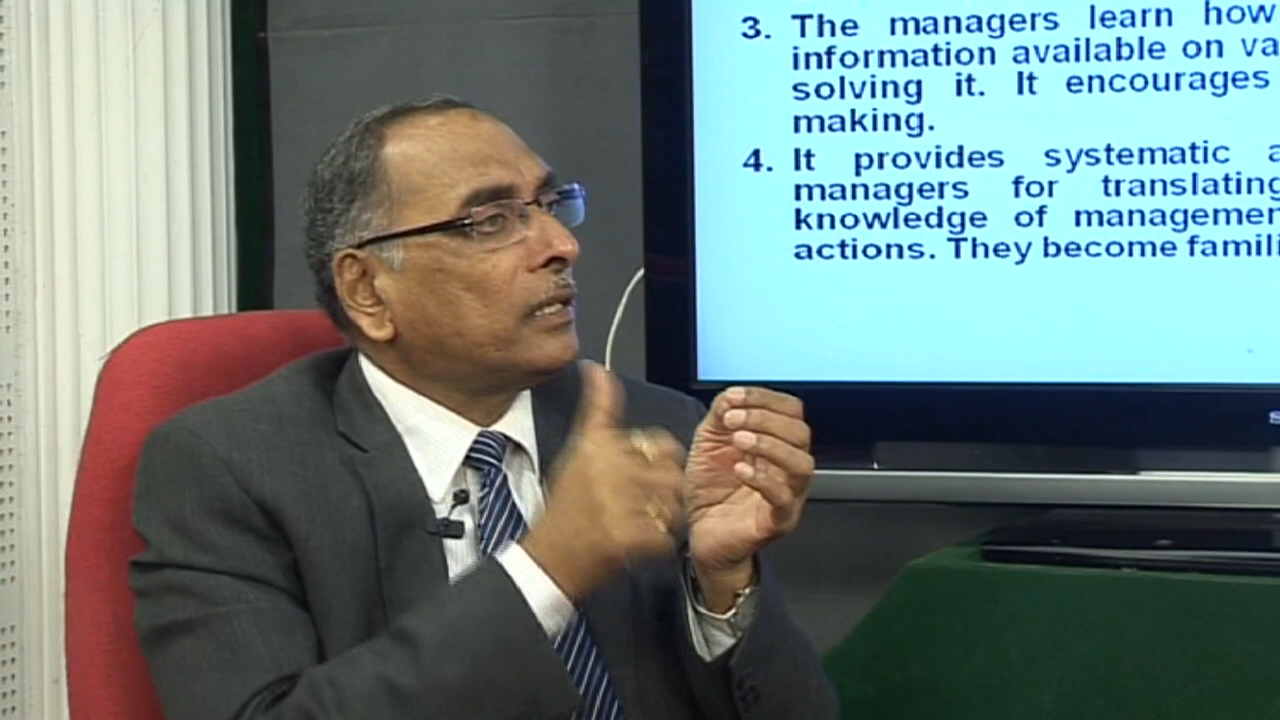 3. The managers learn how
information available on va
solving it. It encourages
making.
4. It provides systematic a
managers for translating
knowledge of managemen
actions. They become famili